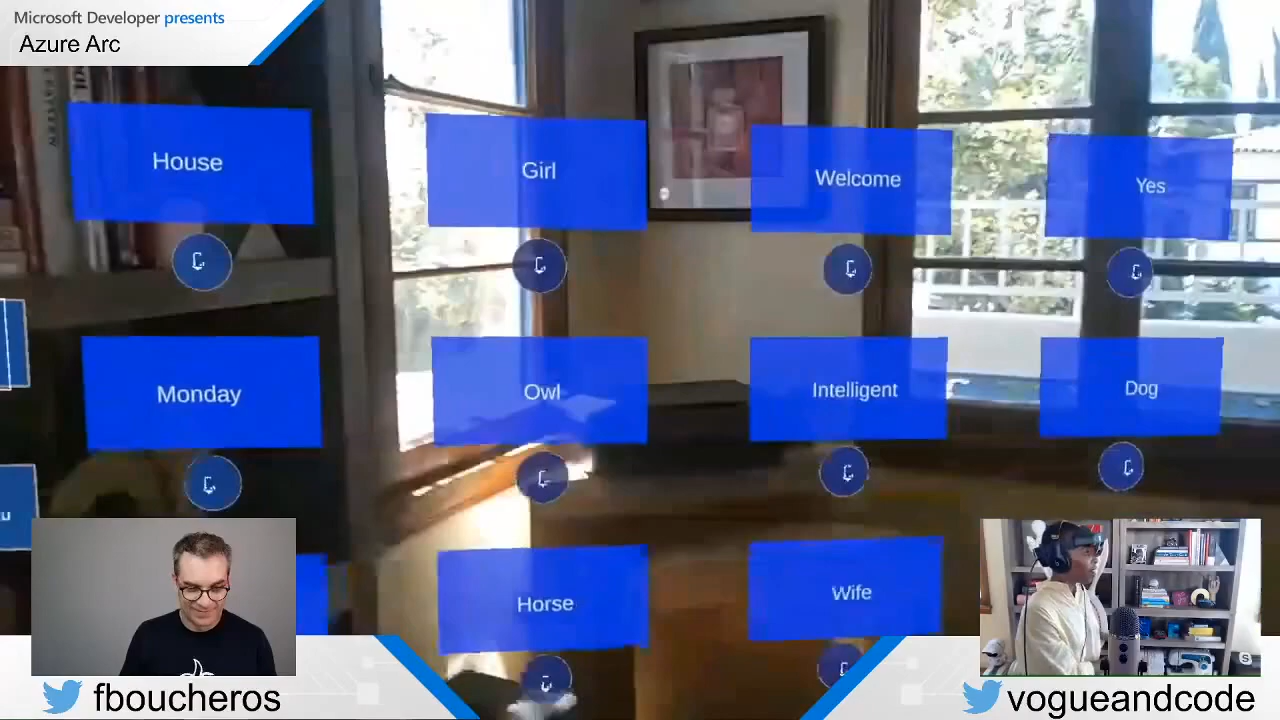 Microsoft Developer presents
Azure Arc
House
Girl
Welcome
Yes
Monday
Owl
Intelligent
Dog
u
Horse
Wife
fboucheros
vogueandcode